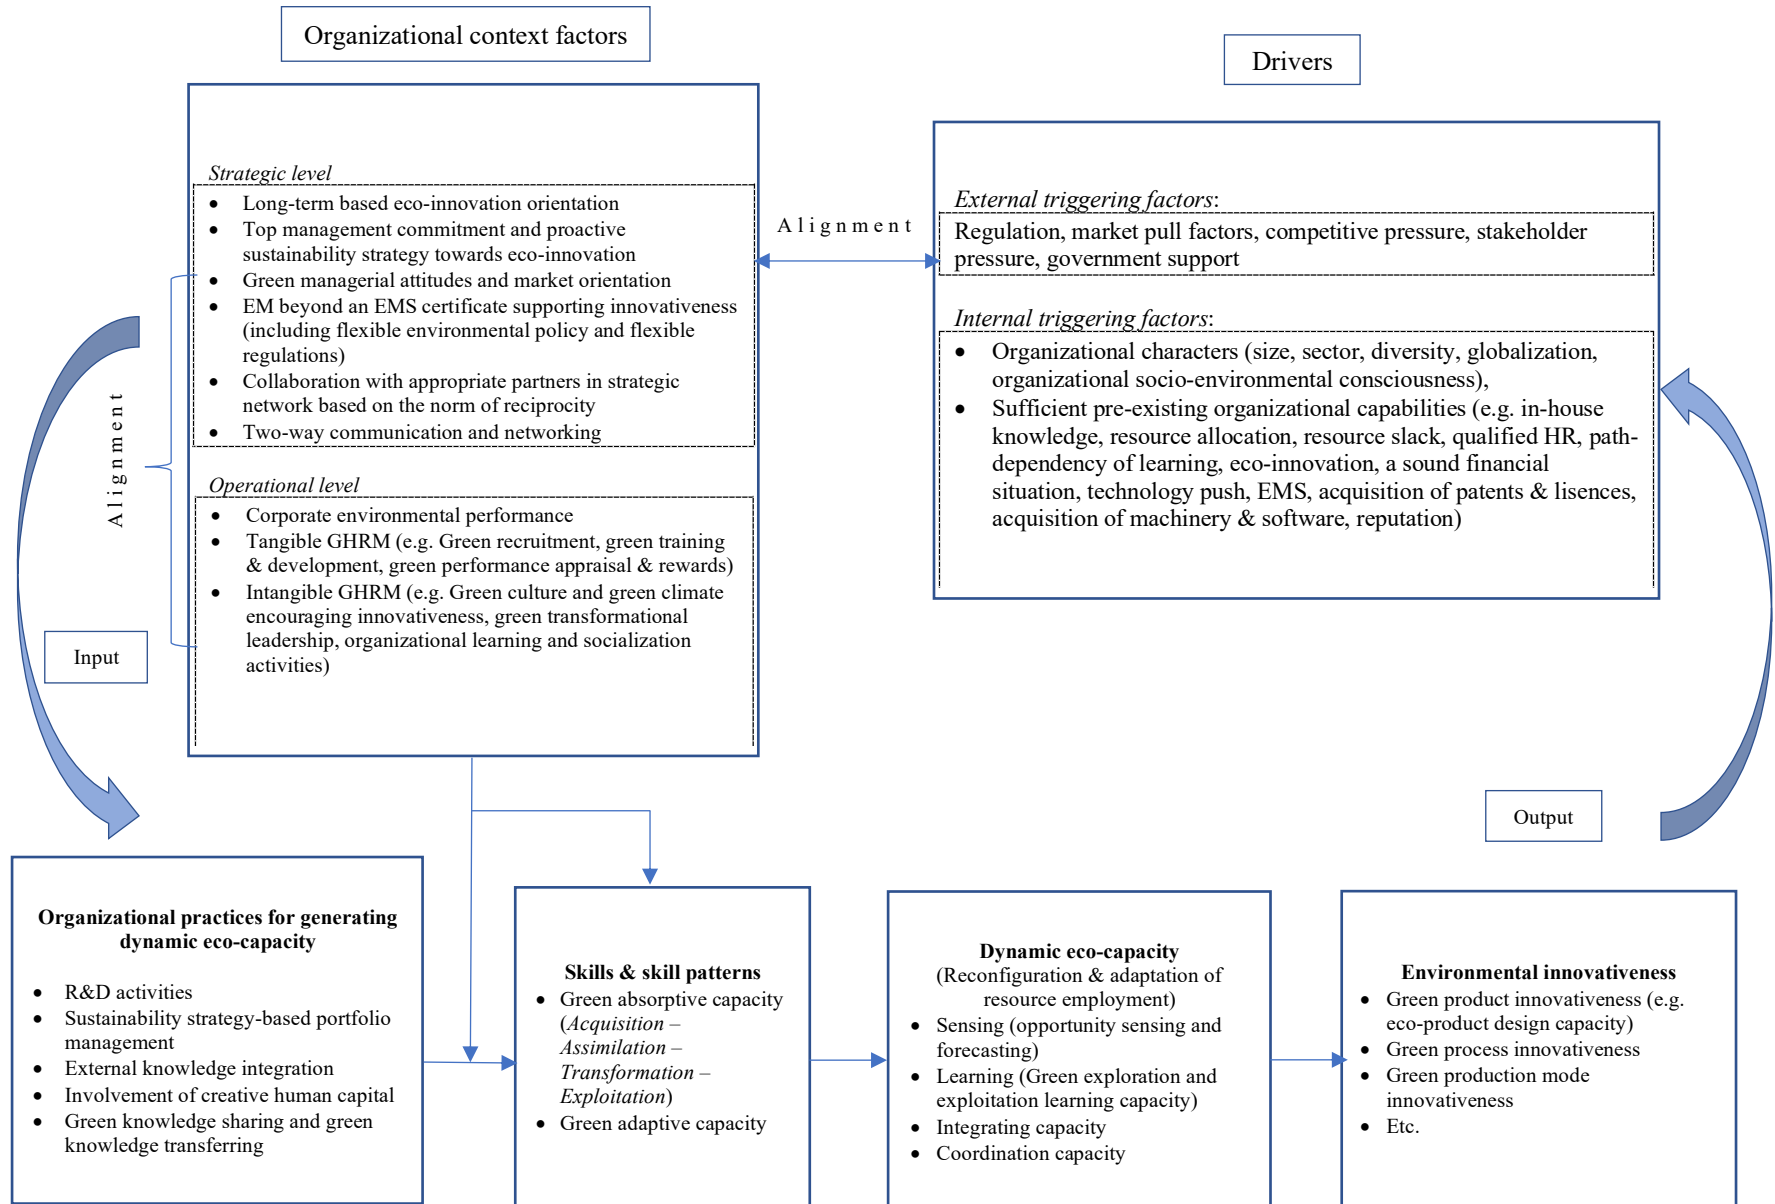 Organizational context factors
Drivers
Strategic level
• Long-term based eco-innovation orientation
• Top management commitment and proactive
sustainability strategy towards eco-innovation
• Green managerial attitudes and market orientation
• EM beyond an EMS certificate supporting innovativeness
(including flexible environmental policy and flexible
regulations)
• Collaboration with appropriate partners in strategic
network based on the norm of reciprocity
• Two-way communication and networking
Operational level
• Corporate environmental performance
• Tangible GHRM (e.g. Green recruitment, green training
& development, green performance appraisal & rewards)
• Intangible GHRM (e.g. Green culture and green climate
encouraging innovativeness, green transformational
leadership, organizational learning and socialization
activities)
Alignment
Alignment
External triggering factors:
Regulation, market pull factors, competitive pressure, stakeholder
pressure, government support
Internal triggering factors:
• Organizational characters (size, sector, diversity, globalization,
organizational socio-environmental consciousness),
• Sufficient pre-existing organizational capabilities (e.g. in-house
knowledge, resource allocation, resource slack, qualified HR, path-
dependency of learning, eco-innovation, a sound financial
situation, technology push, EMS, acquisition of patents & lisences,
acquisition of machinery & software, reputation)
Input
Output
Organizational practices for generating
dynamic eco-capacity
• R&D activities
• Sustainability strategy-based portfolio
management
• External knowledge integration
• Involvement of creative human capital
• Green knowledge sharing and green
knowledge transferring
Skills & skill patterns
• Green absorptive capacity
(Acquisition –
Assimilation –
Transformation –
Exploitation)
• Green adaptive capacity
Dynamic eco-capacity
(Reconfiguration & adaptation of
resource employment)
• Sensing (opportunity sensing and
forecasting)
• Learning (Green exploration and
exploitation learning capacity)
• Integrating capacity
• Coordination capacity
Environmental innovativeness
• Green product innovativeness (e.g.
eco-product design capacity)
• Green process innovativeness
• Green production mode
innovativeness
• Etc.